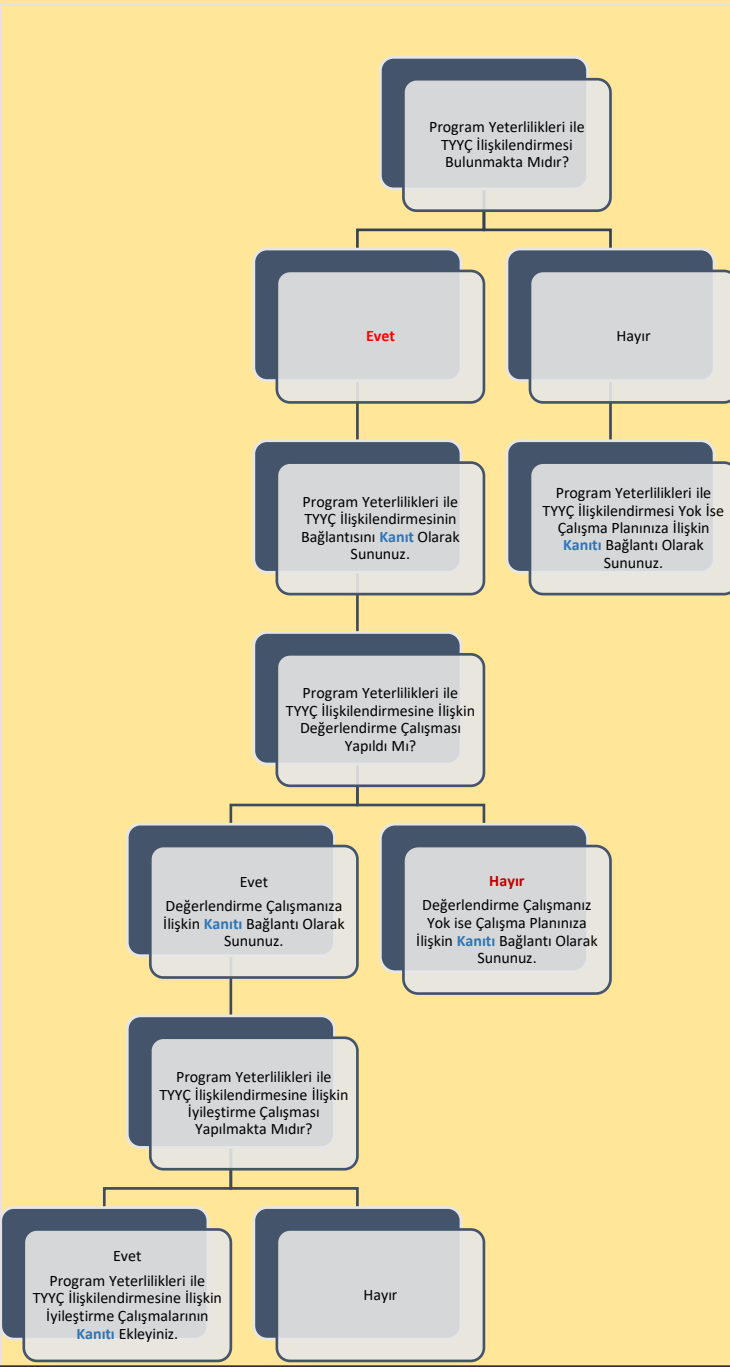 Program Yeterlilikleri ile
TYYÇ İlişkilendirmesi
Bulunmakta Mıdır?
Evet
Hayır
Program Yeterlilikleri ile
TYYÇ İlişkilendirmesinin
Bağlantısını Kanıt Olarak
Sununuz.
Program Yeterlilikleri ile
TYYÇ İlişkilendirmesi Yok İse
Çalışma Planınıza İlişkin
Kanıtı Bağlantı Olarak
Sununuz.
Program Yeterlilikleri ile
TYYÇ İlişkilendirmesine İlişkin
Değerlendirme Çalışması
Yapıldı Mı?
Evet
Değerlendirme Çalışmanıza
İlişkin Kanıtı Bağlantı Olarak
Sununuz.
Hayır
Değerlendirme Çalışmanız
Yok ise Çalışma Planınıza
İlişkin Kanıtı Bağlantı Olarak
Sununuz.
Program Yeterlilikleri ile
TYYÇ İlişkilendirmesine İlişkin
İyileştirme Çalışması
Yapılmakta Mıdır?
Evet
Program Yeterlilikleri ile
TYYÇ İlişkilendirmesine İlişkin
İyileştirme Çalışmalarının
Kanıtı Ekleyiniz.
Hayır